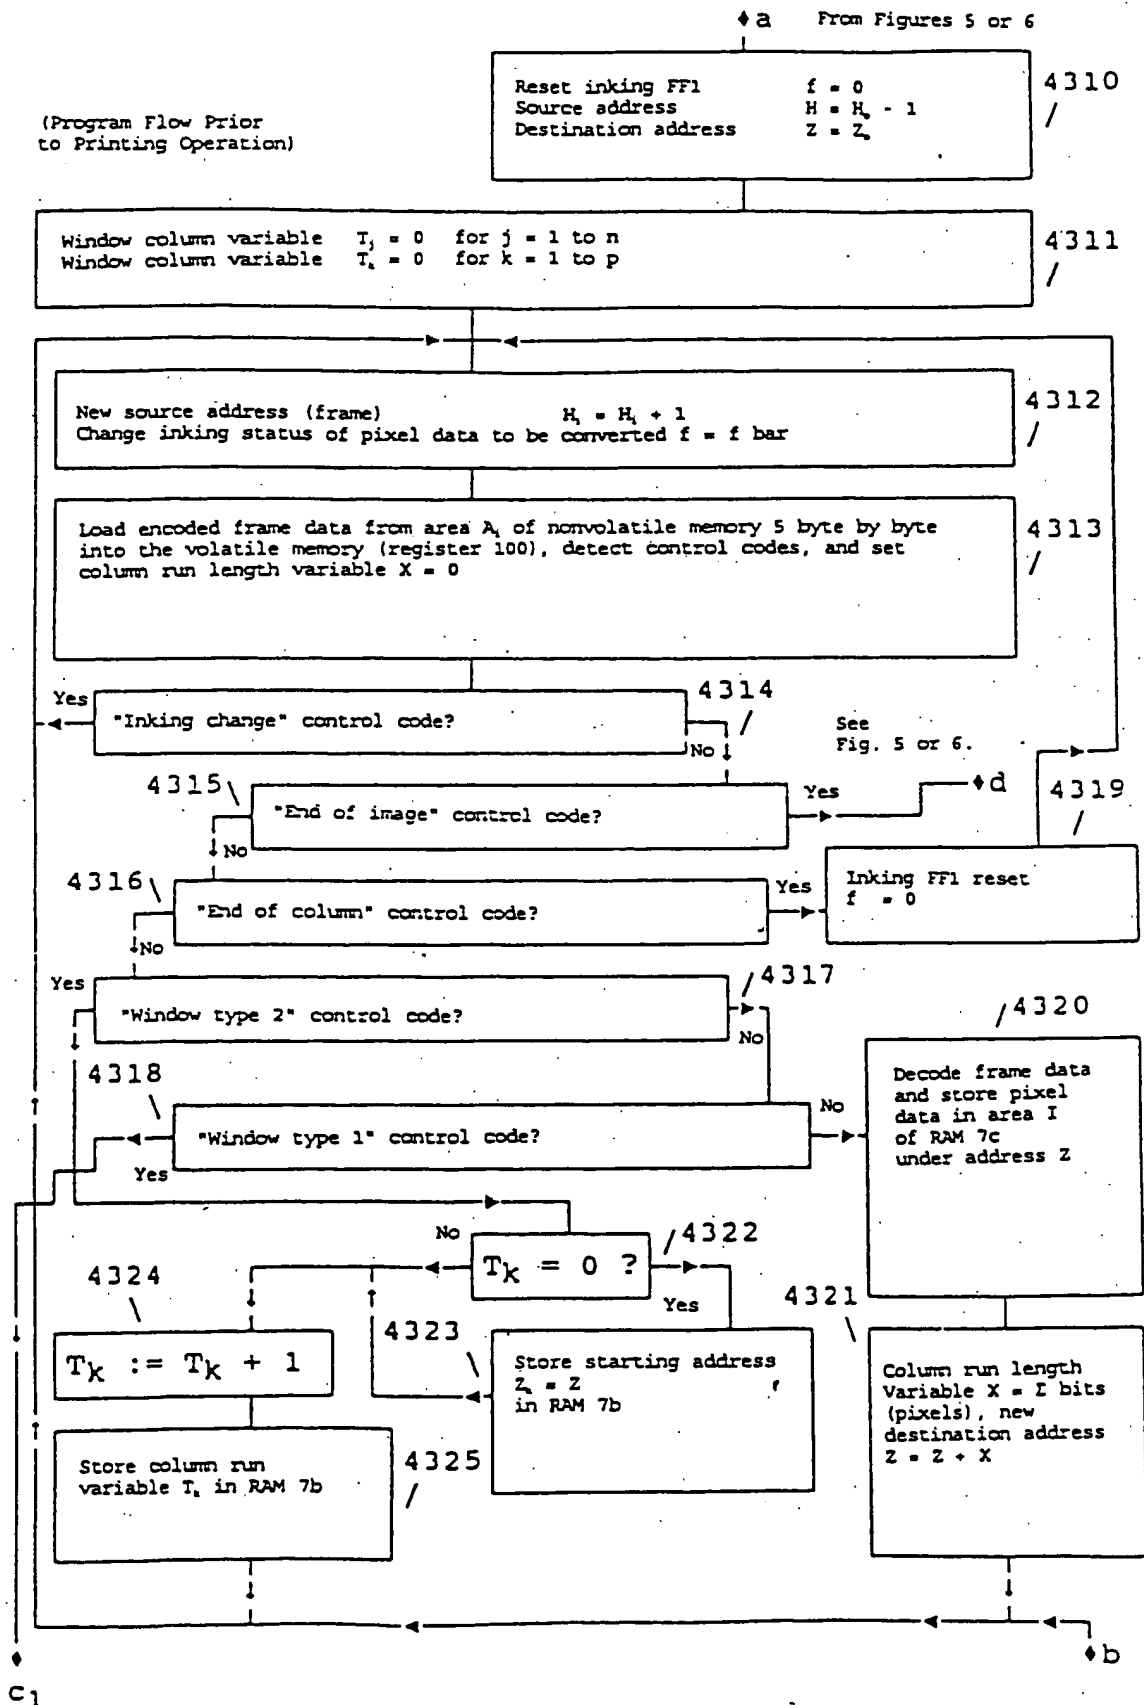 a From Figures 5 or 6
Reset inking FF1 f = 0
Source address H = H₀ - 1
Destination address Z = Z₀
4310
(Program Flow Prior
to Printing Operation)
Window column variable Tⱼ = 0 for j = 1 to n
Window column variable Tₖ = 0 for k = 1 to p
4311
New source address (frame) Hᵢ = Hᵢ + 1
Change inking status of pixel data to be converted f = f bar
4312
Load encoded frame data from area Aᵢ of nonvolatile memory 5 byte by byte
into the volatile memory (register 100), detect control codes, and set
column run length variable X = 0
4313
Yes
"Inking change" control code?
4314
No
See
Fig. 5 or 6.
4315
"End of image" control code?
Yes
d
4319
No
4316
"End of column" control code?
Yes
Inking FF1 reset
f = 0
No
Yes
"Window type 2" control code?
4317
No
4320
4318
"Window type 1" control code?
No
Yes
Decode frame data
and store pixel
data in area I
of RAM 7c
under address Z
No
Tk = 0 ?
4322
Yes
4324
4323
4321
Tk := Tk + 1
Store starting address
Zₖ = Z
in RAM 7b
Column run length
Variable X = Σ bits
(pixels), new
destination address
Z = Z + X
Store column run
variable Tₖ in RAM 7b
4325
b
c1